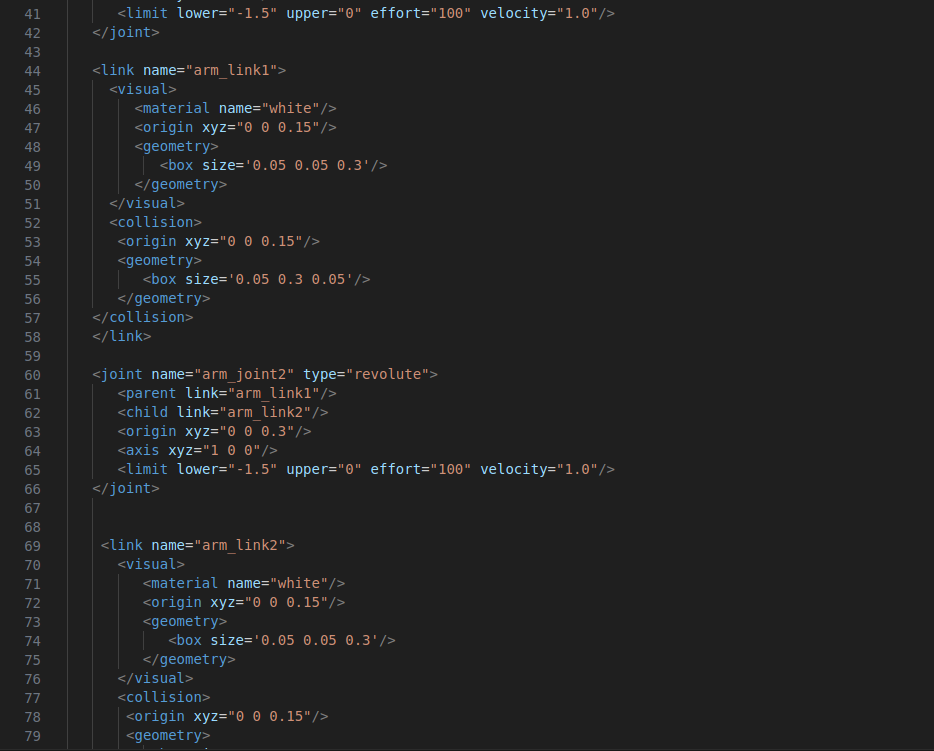 41 <limit lower="-1.5" upper="0" effort="100" velocity="1.0"/>
42 </joint>
43
44 <link name="arm_link1">
45 <visual>
46 <material name="white"/>
47 <origin xyz="0 0 0.15"/>
48 <geometry>
49 <box size='0.05 0.05 0.3'/>
50 </geometry>
51 </visual>
52 <collision>
53 <origin xyz="0 0 0.15"/>
54 <geometry>
55 <box size='0.05 0.3 0.05'/>
56 </geometry>
57 </collision>
58 </link>
59
60 <joint name="arm_joint2" type="revolute">
61 <parent link="arm_link1"/>
62 <child link="arm_link2"/>
63 <origin xyz="0 0 0.3"/>
64 <axis xyz="1 0 0"/>
65 <limit lower="-1.5" upper="0" effort="100" velocity="1.0"/>
66 </joint>
67
68
69 <link name="arm_link2">
70 <visual>
71 <material name="white"/>
72 <origin xyz="0 0 0.15"/>
73 <geometry>
74 <box size='0.05 0.05 0.3'/>
75 </geometry>
76 </visual>
77 <collision>
78 <origin xyz="0 0 0.15"/>
79 <geometry>